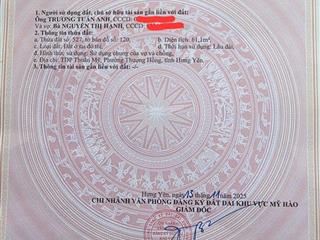 1. Người sử dụng đất, chủ sở hữu tài sản gắn liền với đất:
Ông TRƯƠNG TUẤN ANH, CCCD:
Và vợ: Bà NGUYỄN THỊ HẠNH, CCCD:
2. Thông tin thửa đất:
a. Thửa đất số: 527, tờ bản đồ số: 120; b. Diện tích: 61,1m²;
c. Loại đất: Đất ở tại đô thị; d. Thời hạn sử dụng: Lâu dài;
đ. Hình thức sử dụng: Sử dụng chung của vợ và chồng;
e. Địa chỉ: TDP Thuần Mỹ, Phường Thượng Hồng, tỉnh Hưng Yên.
3. Thông tin tài sản gắn liền với đất: -/-
Hưng Yên, ngày 13 11 2025
CHI NHÁNH VĂN PHÒNG ĐĂNG KÝ ĐẤT ĐAI KHU VỰC MỸ HÀO
GIÁM ĐỐC